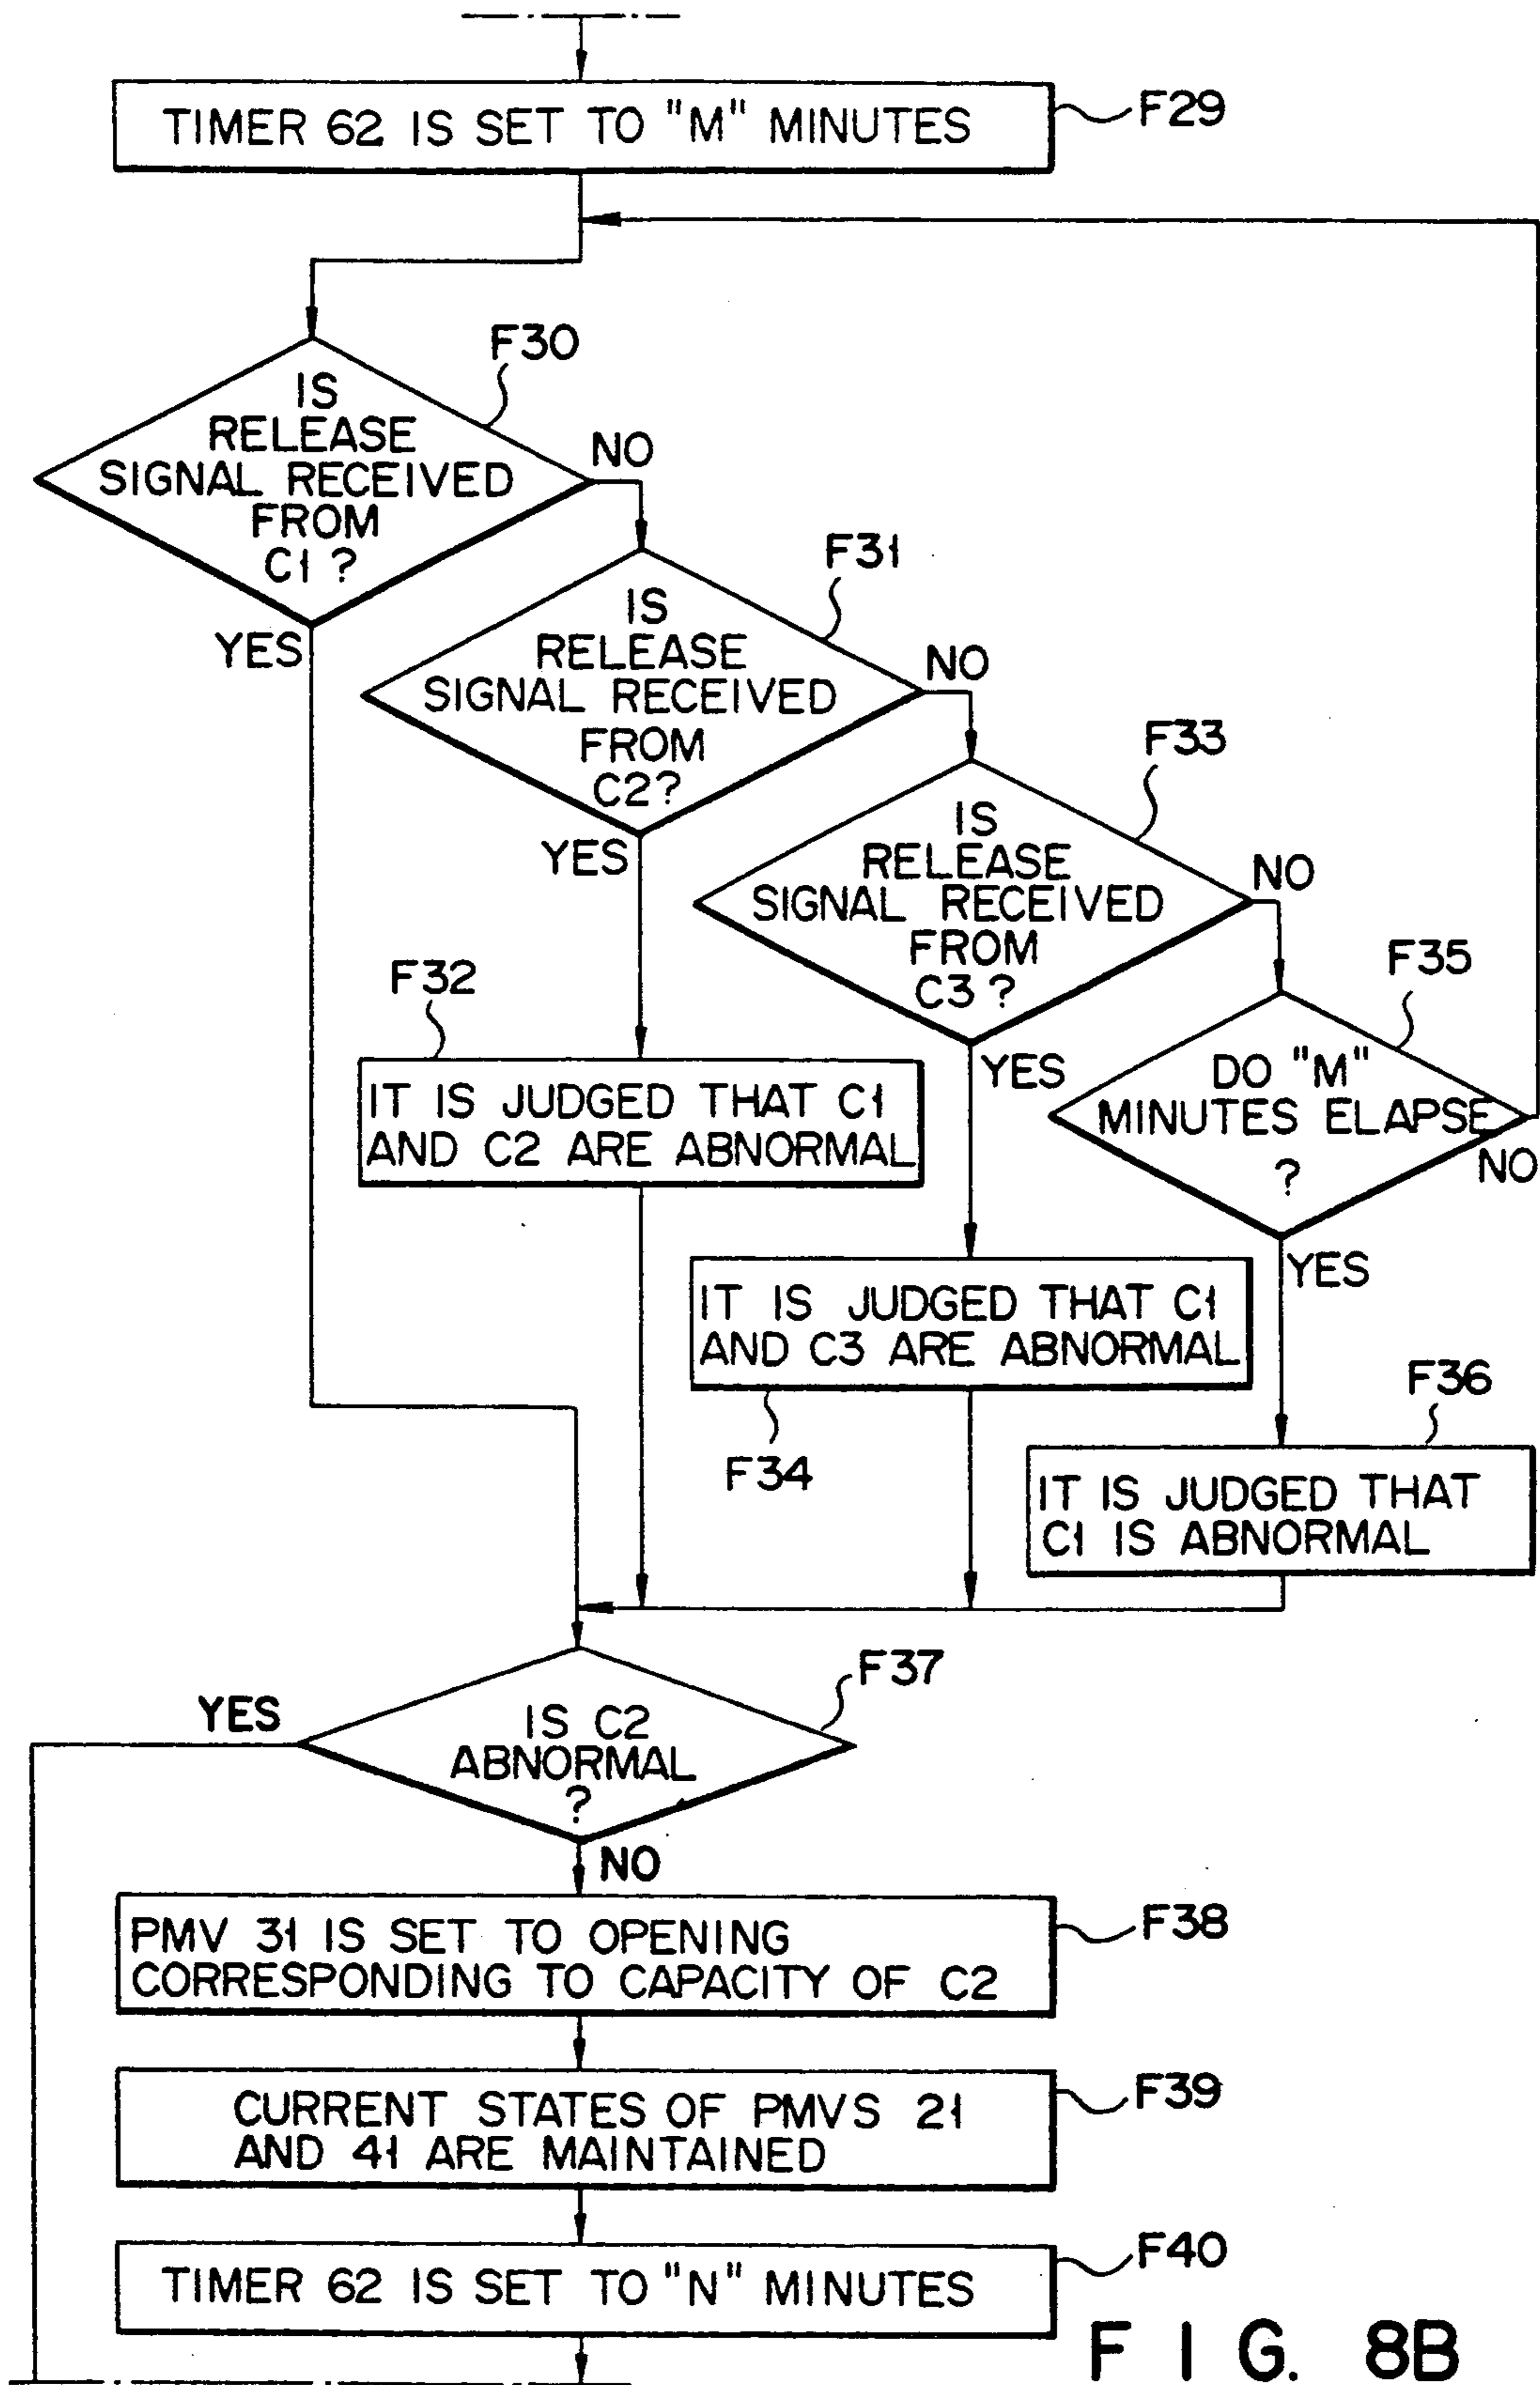 TIMER 62 IS SET TO "M" MINUTES
F29
F30
IS
RELEASE
SIGNAL RECEIVED
FROM
C1 ?
NO
YES
F31
IS
RELEASE
SIGNAL RECEIVED
FROM
C2?
NO
YES
F33
IS
RELEASE
SIGNAL RECEIVED
FROM
C3 ?
NO
YES
F32
IT IS JUDGED THAT C1
AND C2 ARE ABNORMAL
F35
DO "M"
MINUTES ELAPSE
?
NO
YES
IT IS JUDGED THAT C1
AND C3 ARE ABNORMAL
F34
F36
IT IS JUDGED THAT
C1 IS ABNORMAL
F37
YES
IS C2
ABNORMAL
?
NO
PMV 31 IS SET TO OPENING
CORRESPONDING TO CAPACITY OF C2
F38
CURRENT STATES OF PMVS 21
AND 41 ARE MAINTAINED
F39
TIMER 62 IS SET TO "N" MINUTES
F40
FIG. 8B